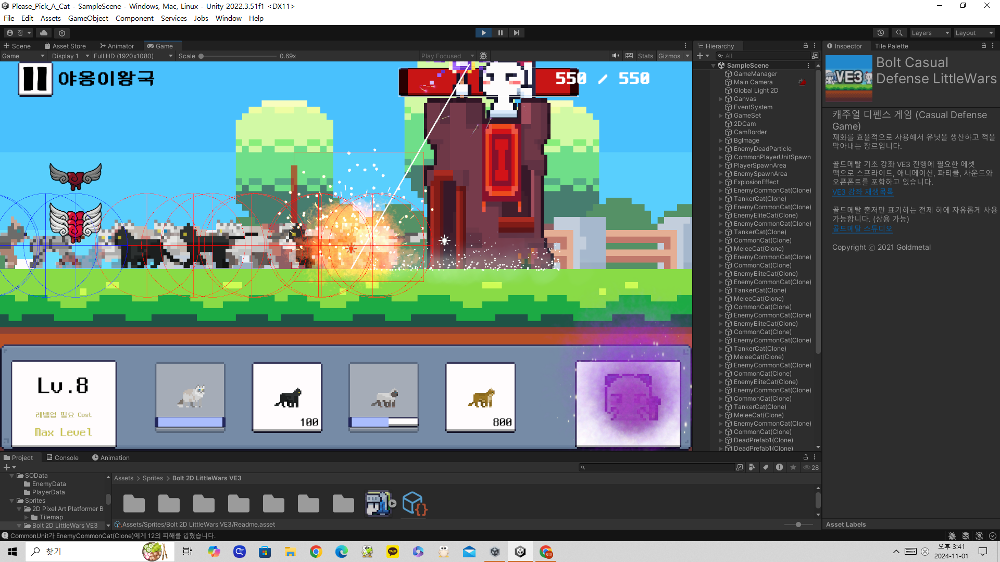 Please_Pick_A_Cat - SampleScene - Windows, Mac, Linux - Unity 2022.3.51f1 <DX11>
File Edit Assets GameObject Component Services Jobs Window Help
장 Layers Layout
Scene Asset Store Animator Game
Game Display 1 Full HD (1920x1080) Scale 0.69x Play Focused Stats Gizmos
야옹이왕국
550 / 550
Lv.8
레벨업 필요 Cost
Max Level
100
800
Hierarchy
All
SampleScene
GameManager
Main Camera
Global Light 2D
Canvas
EventSystem
GameSet
2DCam
CamBorder
BgImage
EnemyDeadParticle
CommonPlayerUnitSpawn
PlayerSpawnArea
EnemySpawnArea
ExplosionEffect
EnemyCommonCat(Clone)
TankerCat(Clone)
EnemyCommonCat(Clone)
EnemyEliteCat(Clone)
EnemyCommonCat(Clone)
TankerCat(Clone)
CommonCat(Clone)
MeleeCat(Clone)
EnemyCommonCat(Clone)
CommonCat(Clone)
EnemyEliteCat(Clone)
EnemyCommonCat(Clone)
TankerCat(Clone)
MeleeCat(Clone)
CommonCat(Clone)
EnemyCommonCat(Clone)
EnemyEliteCat(Clone)
CommonCat(Clone)
EnemyCommonCat(Clone)
TankerCat(Clone)
MeleeCat(Clone)
EnemyCommonCat(Clone)
CommonCat(Clone)
EnemyEliteCat(Clone)
EnemyCommonCat(Clone)
CommonCat(Clone)
TankerCat(Clone)
MeleeCat(Clone)
EnemyCommonCat(Clone)
CommonCat(Clone)
DeadPrefab1(Clone)
DeadPrefab1(Clone)
Inspector Tile Palette
VE3
Bolt Casual
Defense LittleWars
캐주얼 디펜스 게임 (Casual Defense
Game)
재화를 효율적으로 사용해서 유닛을 생산하고 적을
막아내는 장르입니다.
골드메탈 기초 강좌 VE3 진행에 필요한 에셋
팩으로 스프라이트, 애니메이션, 파티클, 사운드와
오픈폰트를 포함하고 있습니다.
VE3 강좌 재생목록
골드메탈 출저만 표기하는 전제 하에 자유롭게 사용
가능합니다. (상용 가능)
골드메탈 스튜디오
Copyright ⓒ 2021 Goldmetal
Asset Labels
Project Console Animation
28
SOData
EnemyData
PlayerData
Sprites
2D Pixel Art Platformer B
Tilemap
Bolt 2D LittleWars VE3
Assets > Sprites > Bolt 2D LittleWars VE3
Assets/Sprites/Bolt 2D LittleWars VE3/Readme.asset
CommonUnit가 EnemyCommonCat(Clone)에게 12의 피해를 입혔습니다.
찾기
TALK
토끼
오후 3:41
2024-11-01